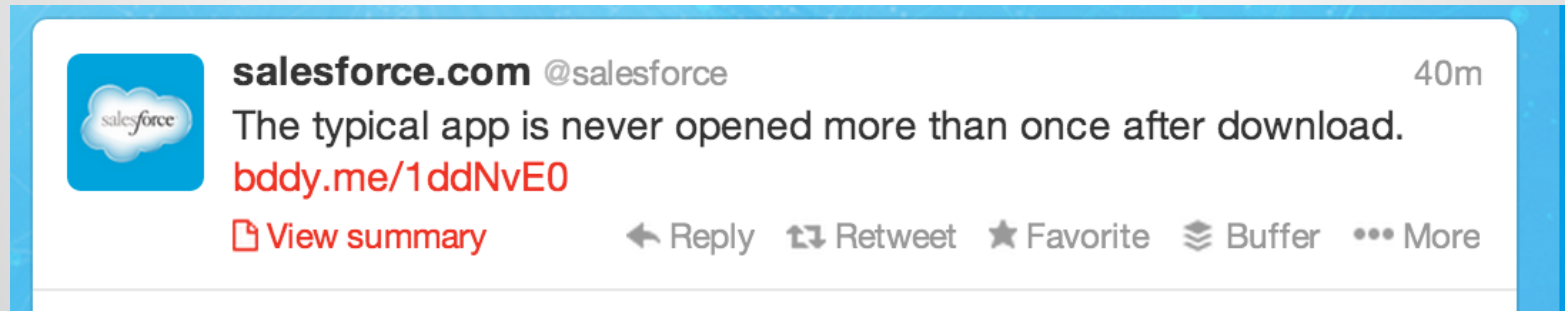 salesforce.com @salesforce 40m
salesforce
The typical app is never opened more than once after download.
bddy.me/1ddNvE0
View summary Reply Retweet Favorite Buffer More